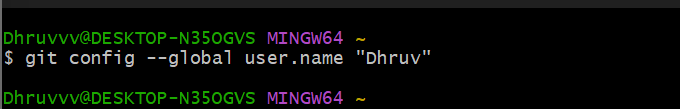 Dhruvvv@DESKTOP-N35OGVS MINGW64 ~
$ git config --global user.name "Dhruv"
Dhruvvv@DESKTOP-N35OGVS MINGW64 ~